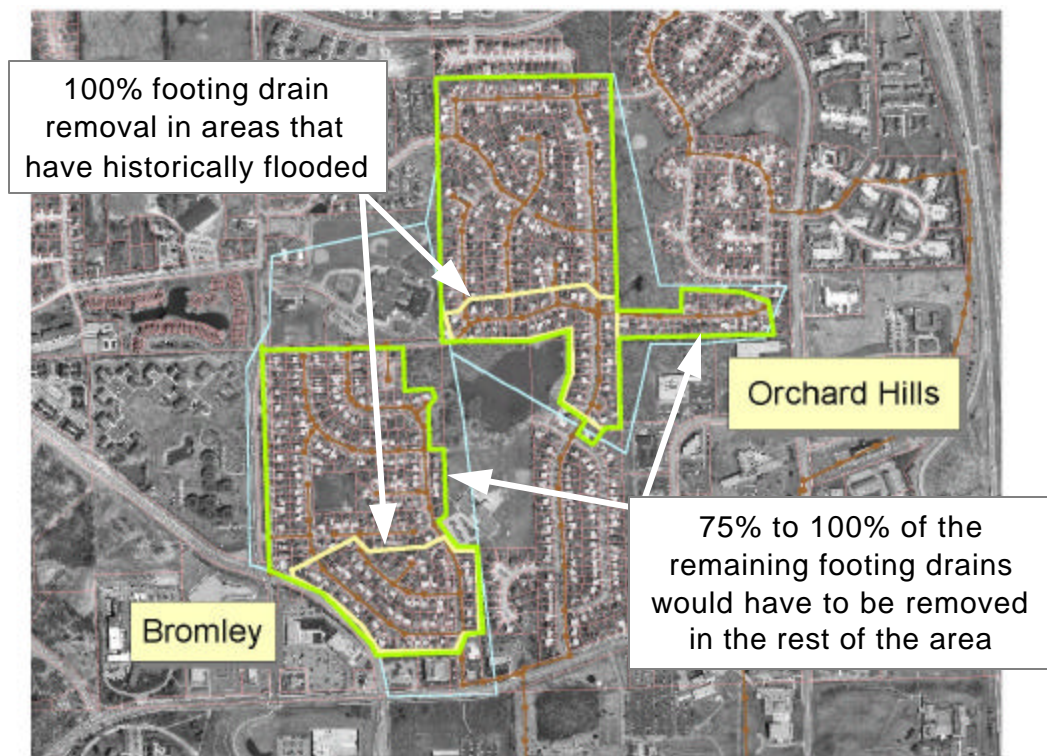 100% footing drain
removal in areas that
have historically flooded
Orchard Hills
75% to 100% of the
remaining footing drains
would have to be removed
in the rest of the area
Bromley